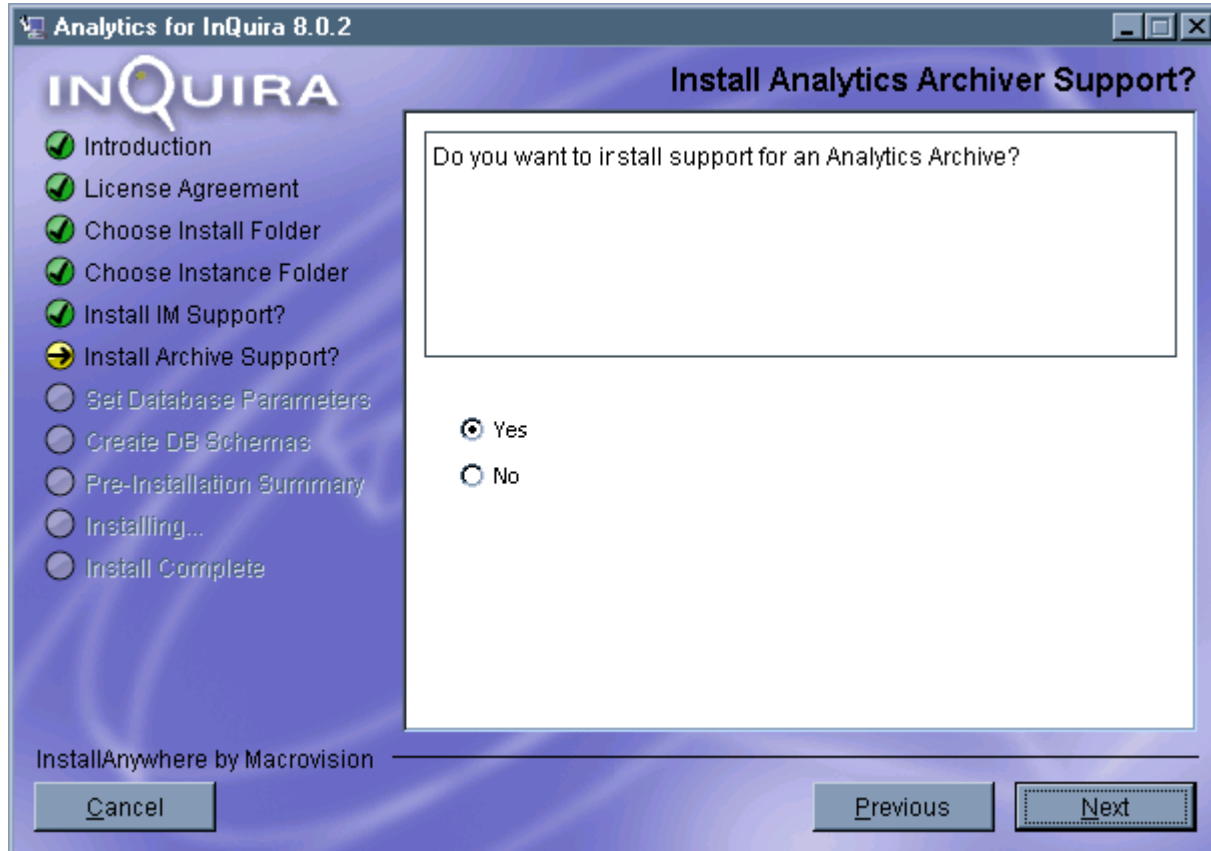 Analytics for InQuira 8.0.2
INQUIRA
Install Analytics Archiver Support?
Introduction
License Agreement
Choose Install Folder
Choose Instance Folder
Install IM Support?
Install Archive Support?
Set Database Parameters
Create DB Schemas
Pre-Installation Summary
Installing...
Install Complete
Do you want to install support for an Analytics Archive?
Yes
No
InstallAnywhere by Macrovision
Cancel
Previous
Next